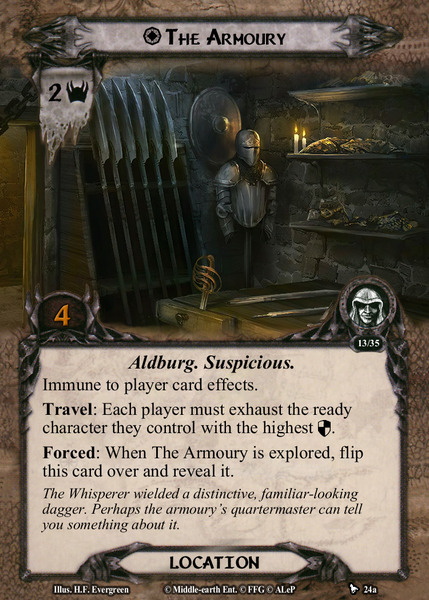 The Armoury
2
4
13/35
Aldburg. Suspicious.
Immune to player card effects.
Travel: Each player must exhaust the ready
character they control with the highest .
Forced: When The Armoury is explored, flip
this card over and reveal it.
The Whisperer wielded a distinctive, familiar-looking
dagger. Perhaps the armoury's quartermaster can tell
you something about it.
LOCATION
Illus. H.F. Evergreen © Middle-earth Ent. © FFG © ALeP 24a